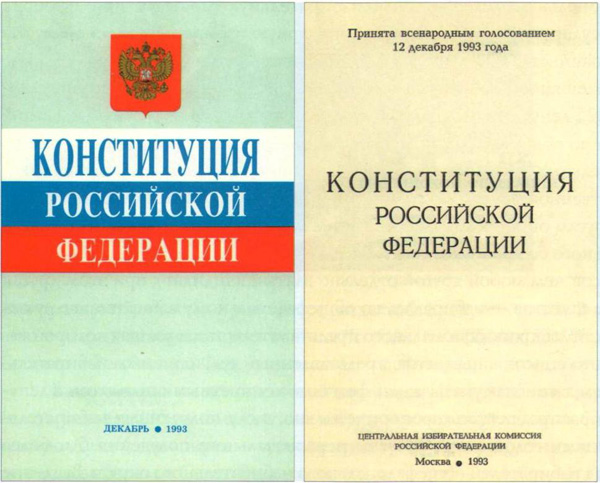 КОНСТИТУЦИЯ
РОССИЙСКОЙ
ФЕДЕРАЦИИ
ДЕКАБРЬ • 1993
Принята всенародным голосованием
12 декабря 1993 года
КОНСТИТУЦИЯ
РОССИЙСКОЙ
ФЕДЕРАЦИИ
ЦЕНТРАЛЬНАЯ ИЗБИРАТЕЛЬНАЯ КОМИССИЯ
РОССИЙСКОЙ ФЕДЕРАЦИИ
Москва • 1993